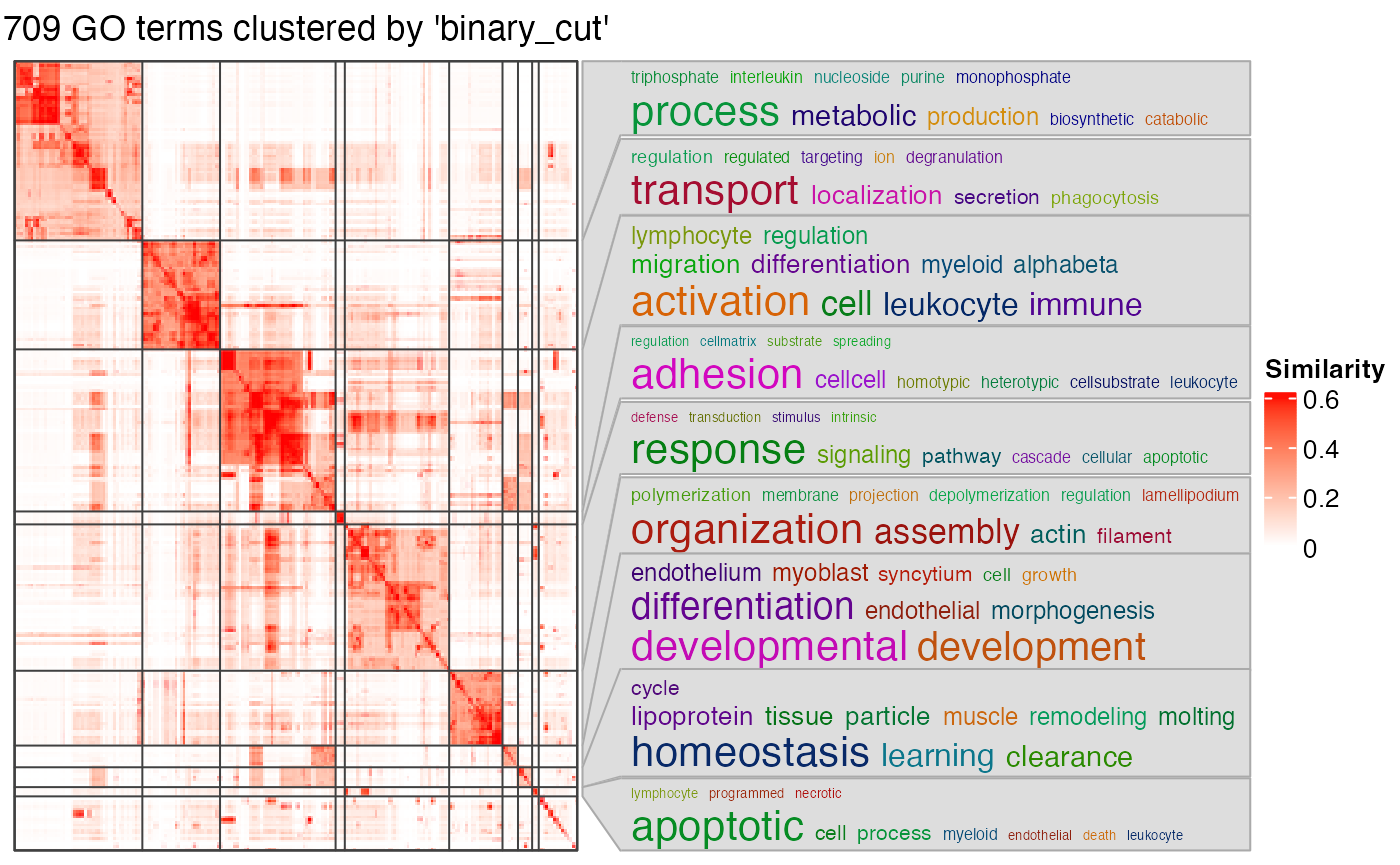 709 GO terms clustered by 'binary_cut'
triphosphate interleukin nucleoside purine monophosphate
process metabolic production biosynthetic catabolic
regulation regulated targeting ion degranulation
transport localization secretion phagocytosis
lymphocyte regulation
migration differentiation myeloid alphabeta
activation cell leukocyte immune
regulation cellmatrix substrate spreading
adhesion cellcell homotypic heterotypic cellsubstrate leukocyte
defense transduction stimulus intrinsic
response signaling pathway cascade cellular apoptotic
polymerization membrane projection depolymerization regulation lamellipodium
organization assembly actin filament
endothelium myoblast syncytium cell growth
differentiation endothelial morphogenesis
developmental development
cycle
lipoprotein tissue particle muscle remodeling molting
homeostasis learning clearance
lymphocyte programmed necrotic
apoptotic cell process myeloid endothelial death leukocyte
Similarity
0.6
0.4
0.2
0